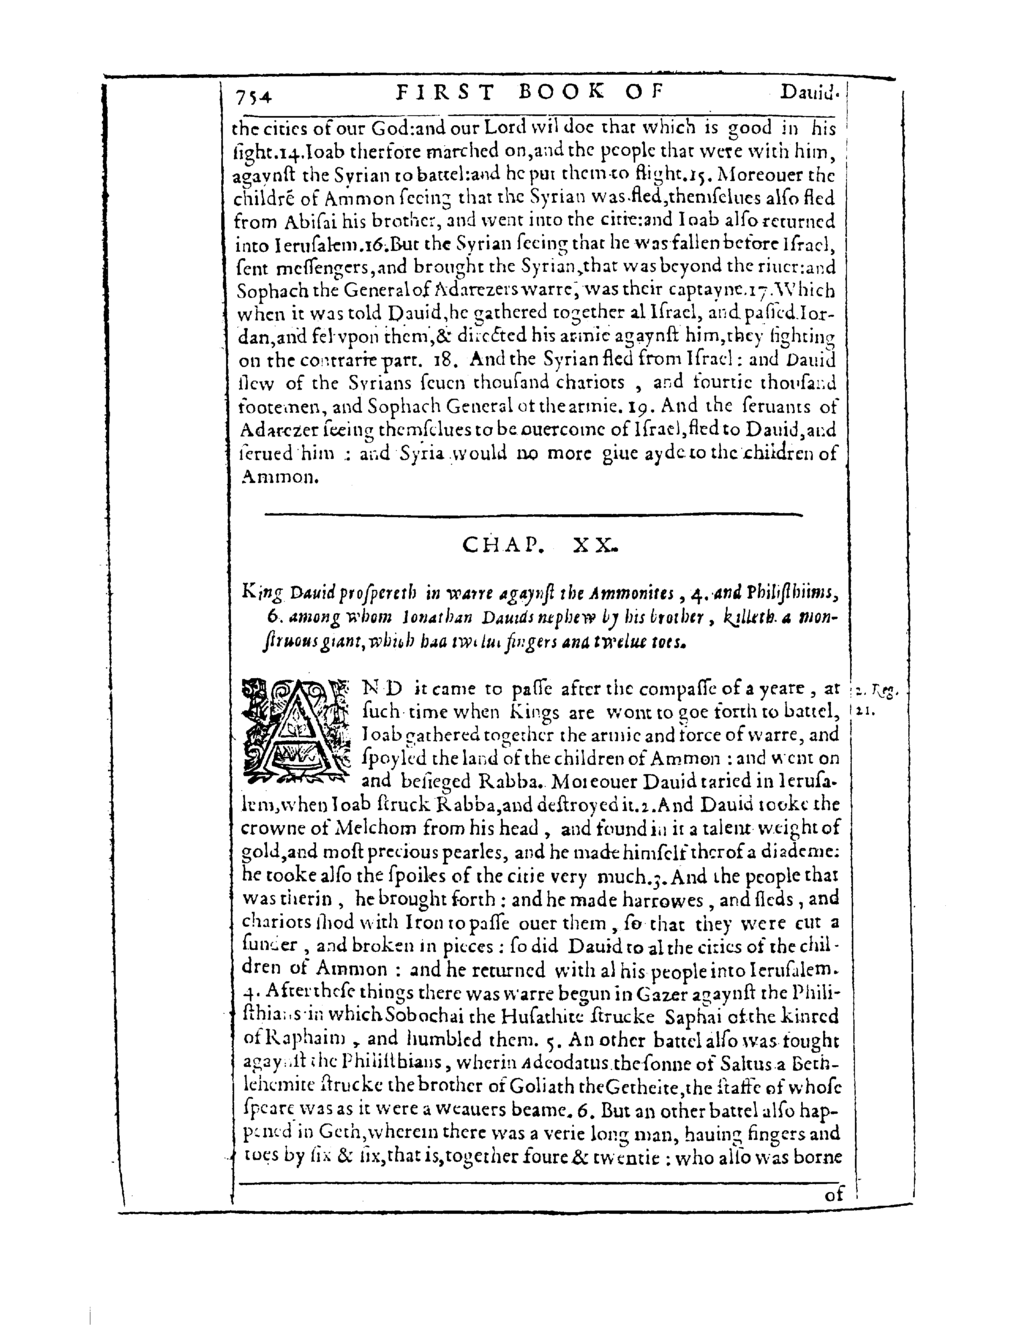 754 FIRST BOOK OF Dauid.
the cities of our God:and our Lord wil doe that which is good in his
ſight.14.Ioab therfore marched on,and the people that were with him,
agaynſt the Syrian to battel:and he put them to flight.15. Moreouer the
childrẽ of Ammon ſeeing that the Syrian was fled,themſelues alſo fled
from Abiſai his brother, and went into the citie:and Ioab alſo returned
into Ieruſalem.16.But the Syrian ſeeing that he was fallen before Iſrael,
ſent meſſengers,and brought the Syrian,that was beyond the riuer:and
Sophach the General of Adarezers warre, was their captayne.17.Which
when it was told Dauid,he gathered together al Iſrael, and paſſed Ior-
dan,and fel vpon them,& directed his armie agaynſt him,they fighting
on the contrarie part. 18. And the Syrian fled from Iſrael : and Dauid
ſlew of the Syrians ſeuen thouſand chariots , and fourtie thouſand
footemen, and Sophach General of the armie. 19. And the ſeruants of
Adarezer ſeeing themſelues to be ouercome of Iſrael,fled to Dauid,and
ſerued him : and Syria would no more giue ayde to the children of
Ammon.
CHAP. XX.
King Dauid proſpereth in warre agaynſt the Ammonites , 4. and Philiſthiims,
6. among whom Ionathan Dauids nephew by his brother , killeth a mon-
ſtruous giant, which had twelue fingers and twelue toes.
AND it came to paſſe after the compaſſe of a yeare , at
ſuch time when Kings are wont to goe forth to battel,
Ioab gathered together the armie and force of warre, and
ſpoyled the land of the children of Ammon : and went on
and beſieged Rabba. Moreouer Dauid taried in Ieruſa-
lem,when Ioab ſtruck Rabba,and deſtroyed it.2.And Dauid tooke the
crowne of Melchom from his head , and found in it a talent weight of
gold,and moſt precious pearles, and he made himſelf therof a diademe:
he tooke alſo the ſpoiles of the citie very much.3.And the people that
was therin , he brought forth : and he made harrowes , and ſleds , and
chariots ſhod with Iron to paſſe ouer them , ſo that they were cut a
ſunder , and broken in pieces : ſo did Dauid to al the cities of the chil-
dren of Ammon : and he returned with al his people into Ieruſalem.
4. After theſe things there was warre begun in Gazer agaynſt the Phili-
ſthians in which Sobochai the Huſathite ſtrucke Saphai of the kinred
of Raphaim , and humbled them. 5. An other battel alſo was fought
agaynſt the Philiſthians, wherin Adeodatus the ſonne of Saltus a Beth-
lehemite ſtrucke the brother of Goliath the Getheite,the ſtaffe of whoſe
ſpeare was as it were a weauers beame. 6. But an other battel alſo hap-
pened in Geth,wherein there was a verie long man, hauing fingers and
toes by ſix & ſix,that is,together foure & twentie : who alſo was borne
of
2. Reg.
21.